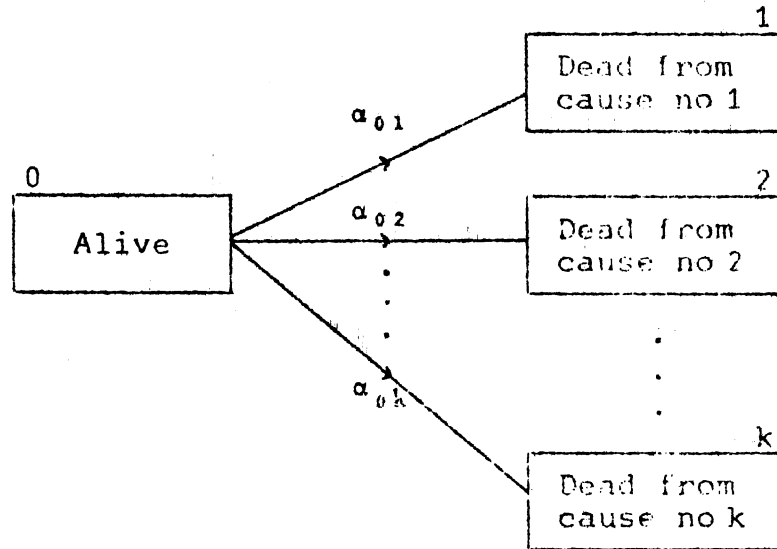 1
Dead from
cause no 1
α₀₁
0
Alive
α₀₂
2
Dead from
cause no 2
α₀ₖ
k
Dead from
cause no k